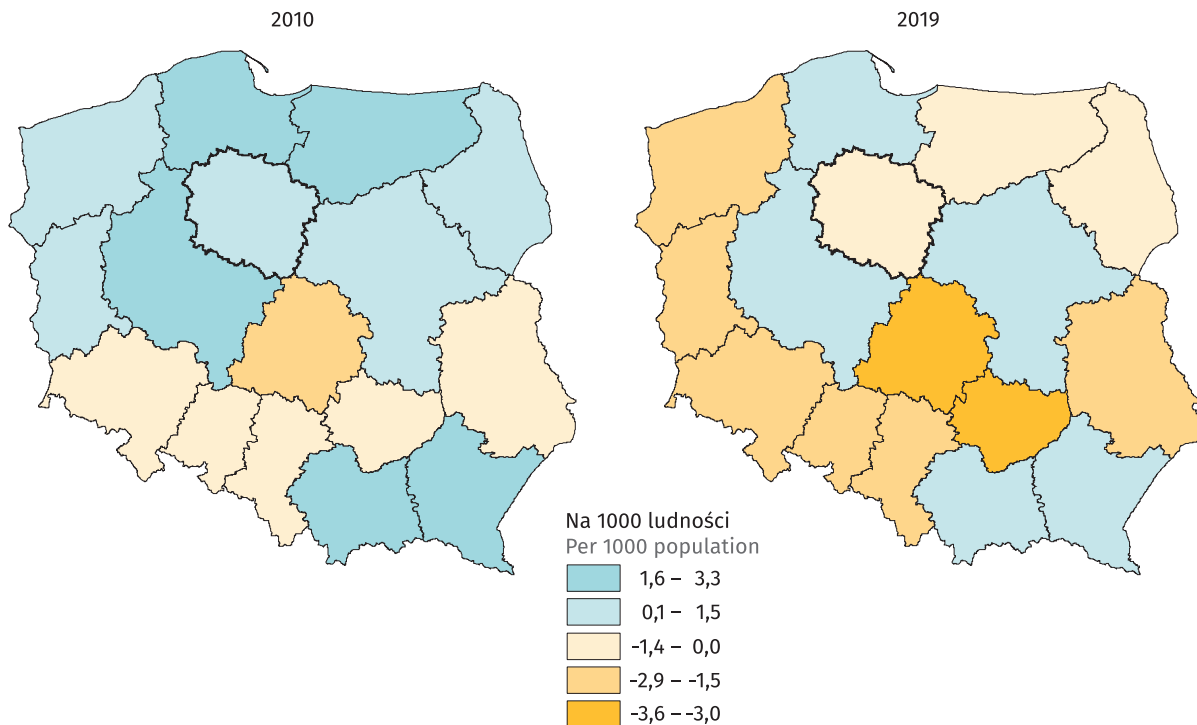 2010
2019
Na 1000 ludności
Per 1000 population
1,6 – 3,3
0,1 – 1,5
-1,4 – 0,0
-2,9 – -1,5
-3,6 – -3,0